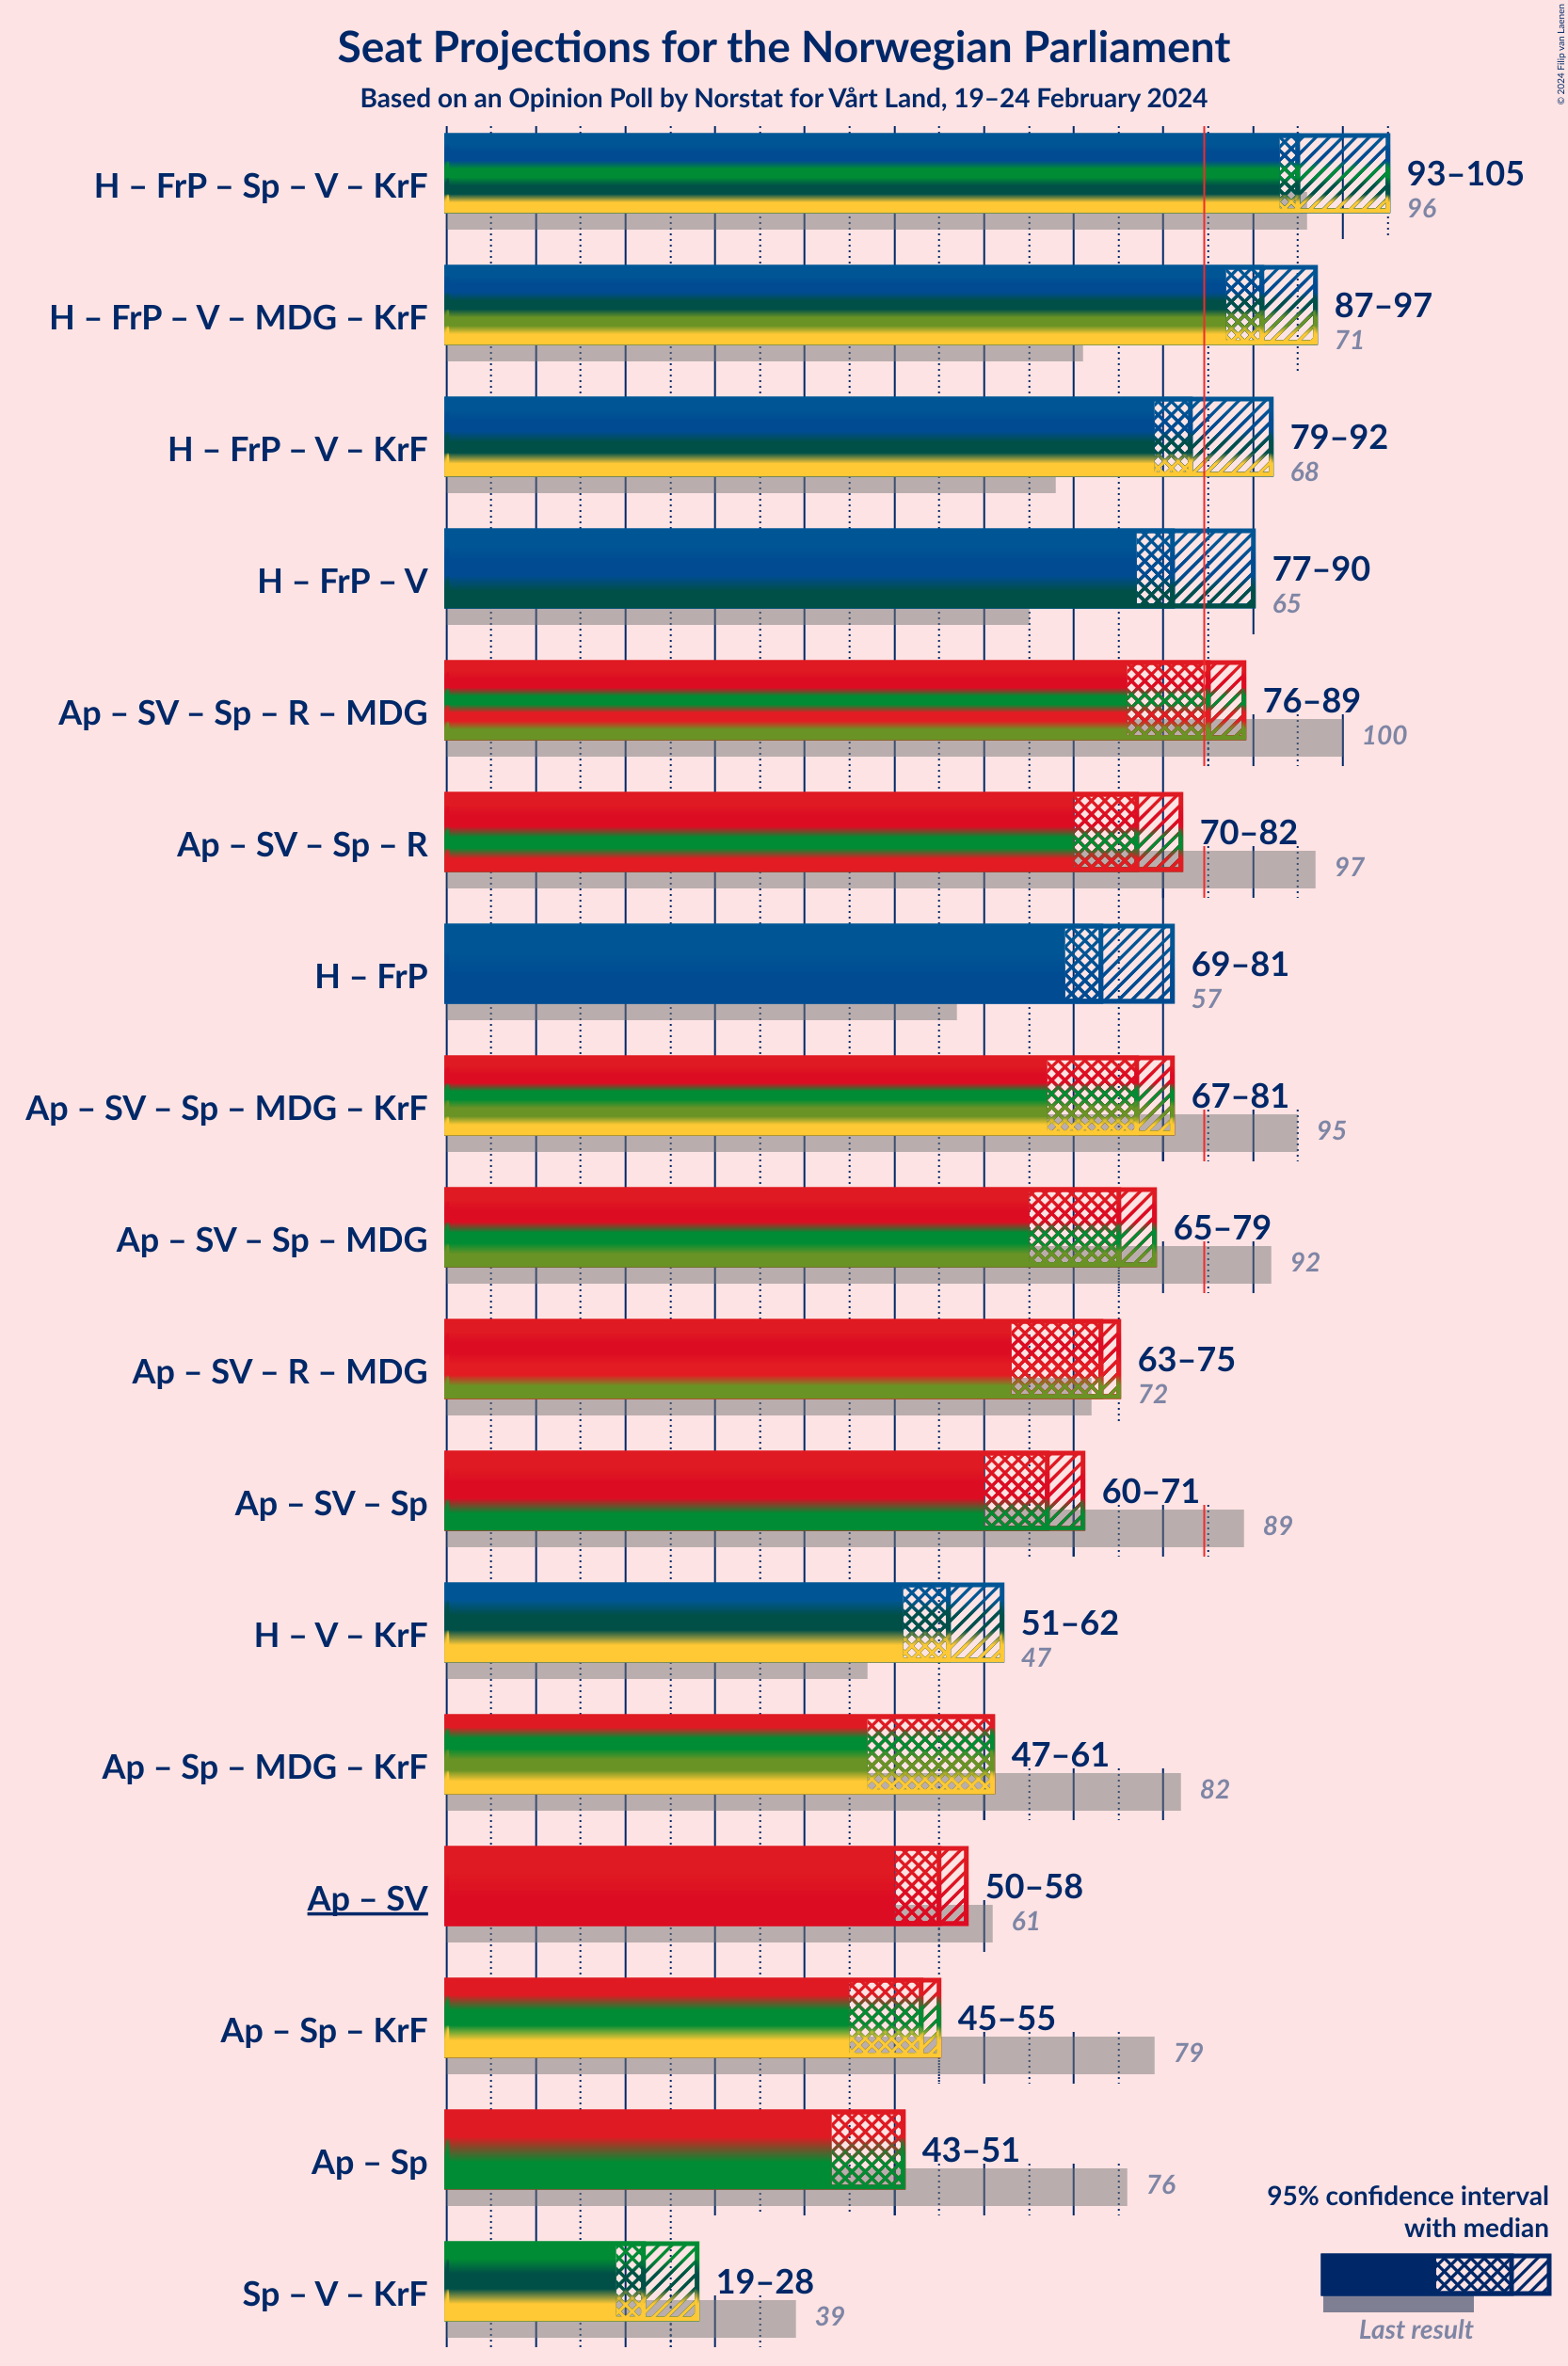 Seat Projections for the Norwegian Parliament
Based on an Opinion Poll by Norstat for Vårt Land, 19–24 February 2024
© 2024 Filip van Laenen
H – FrP – Sp – V – KrF
93–105
96
H – FrP – V – MDG – KrF
87–97
71
H – FrP – V – KrF
79–92
68
H – FrP – V
77–90
65
Ap – SV – Sp – R – MDG
76–89
100
Ap – SV – Sp – R
70–82
97
H – FrP
69–81
57
Ap – SV – Sp – MDG – KrF
67–81
95
Ap – SV – Sp – MDG
65–79
92
Ap – SV – R – MDG
63–75
72
Ap – SV – Sp
60–71
89
H – V – KrF
51–62
47
Ap – Sp – MDG – KrF
47–61
82
Ap – SV
50–58
61
Ap – Sp – KrF
45–55
79
Ap – Sp
43–51
76
Sp – V – KrF
19–28
39
95% confidence interval
with median
Last result